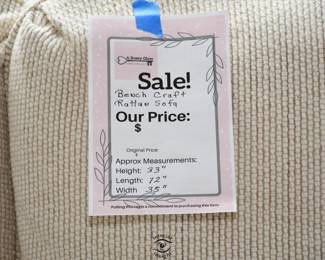 Sale!
Bench Craft
Rattan Sofa
Our Price:
$
Original Price
Approx Measurements:
Height: 33"
Length: 72"
Width 35"